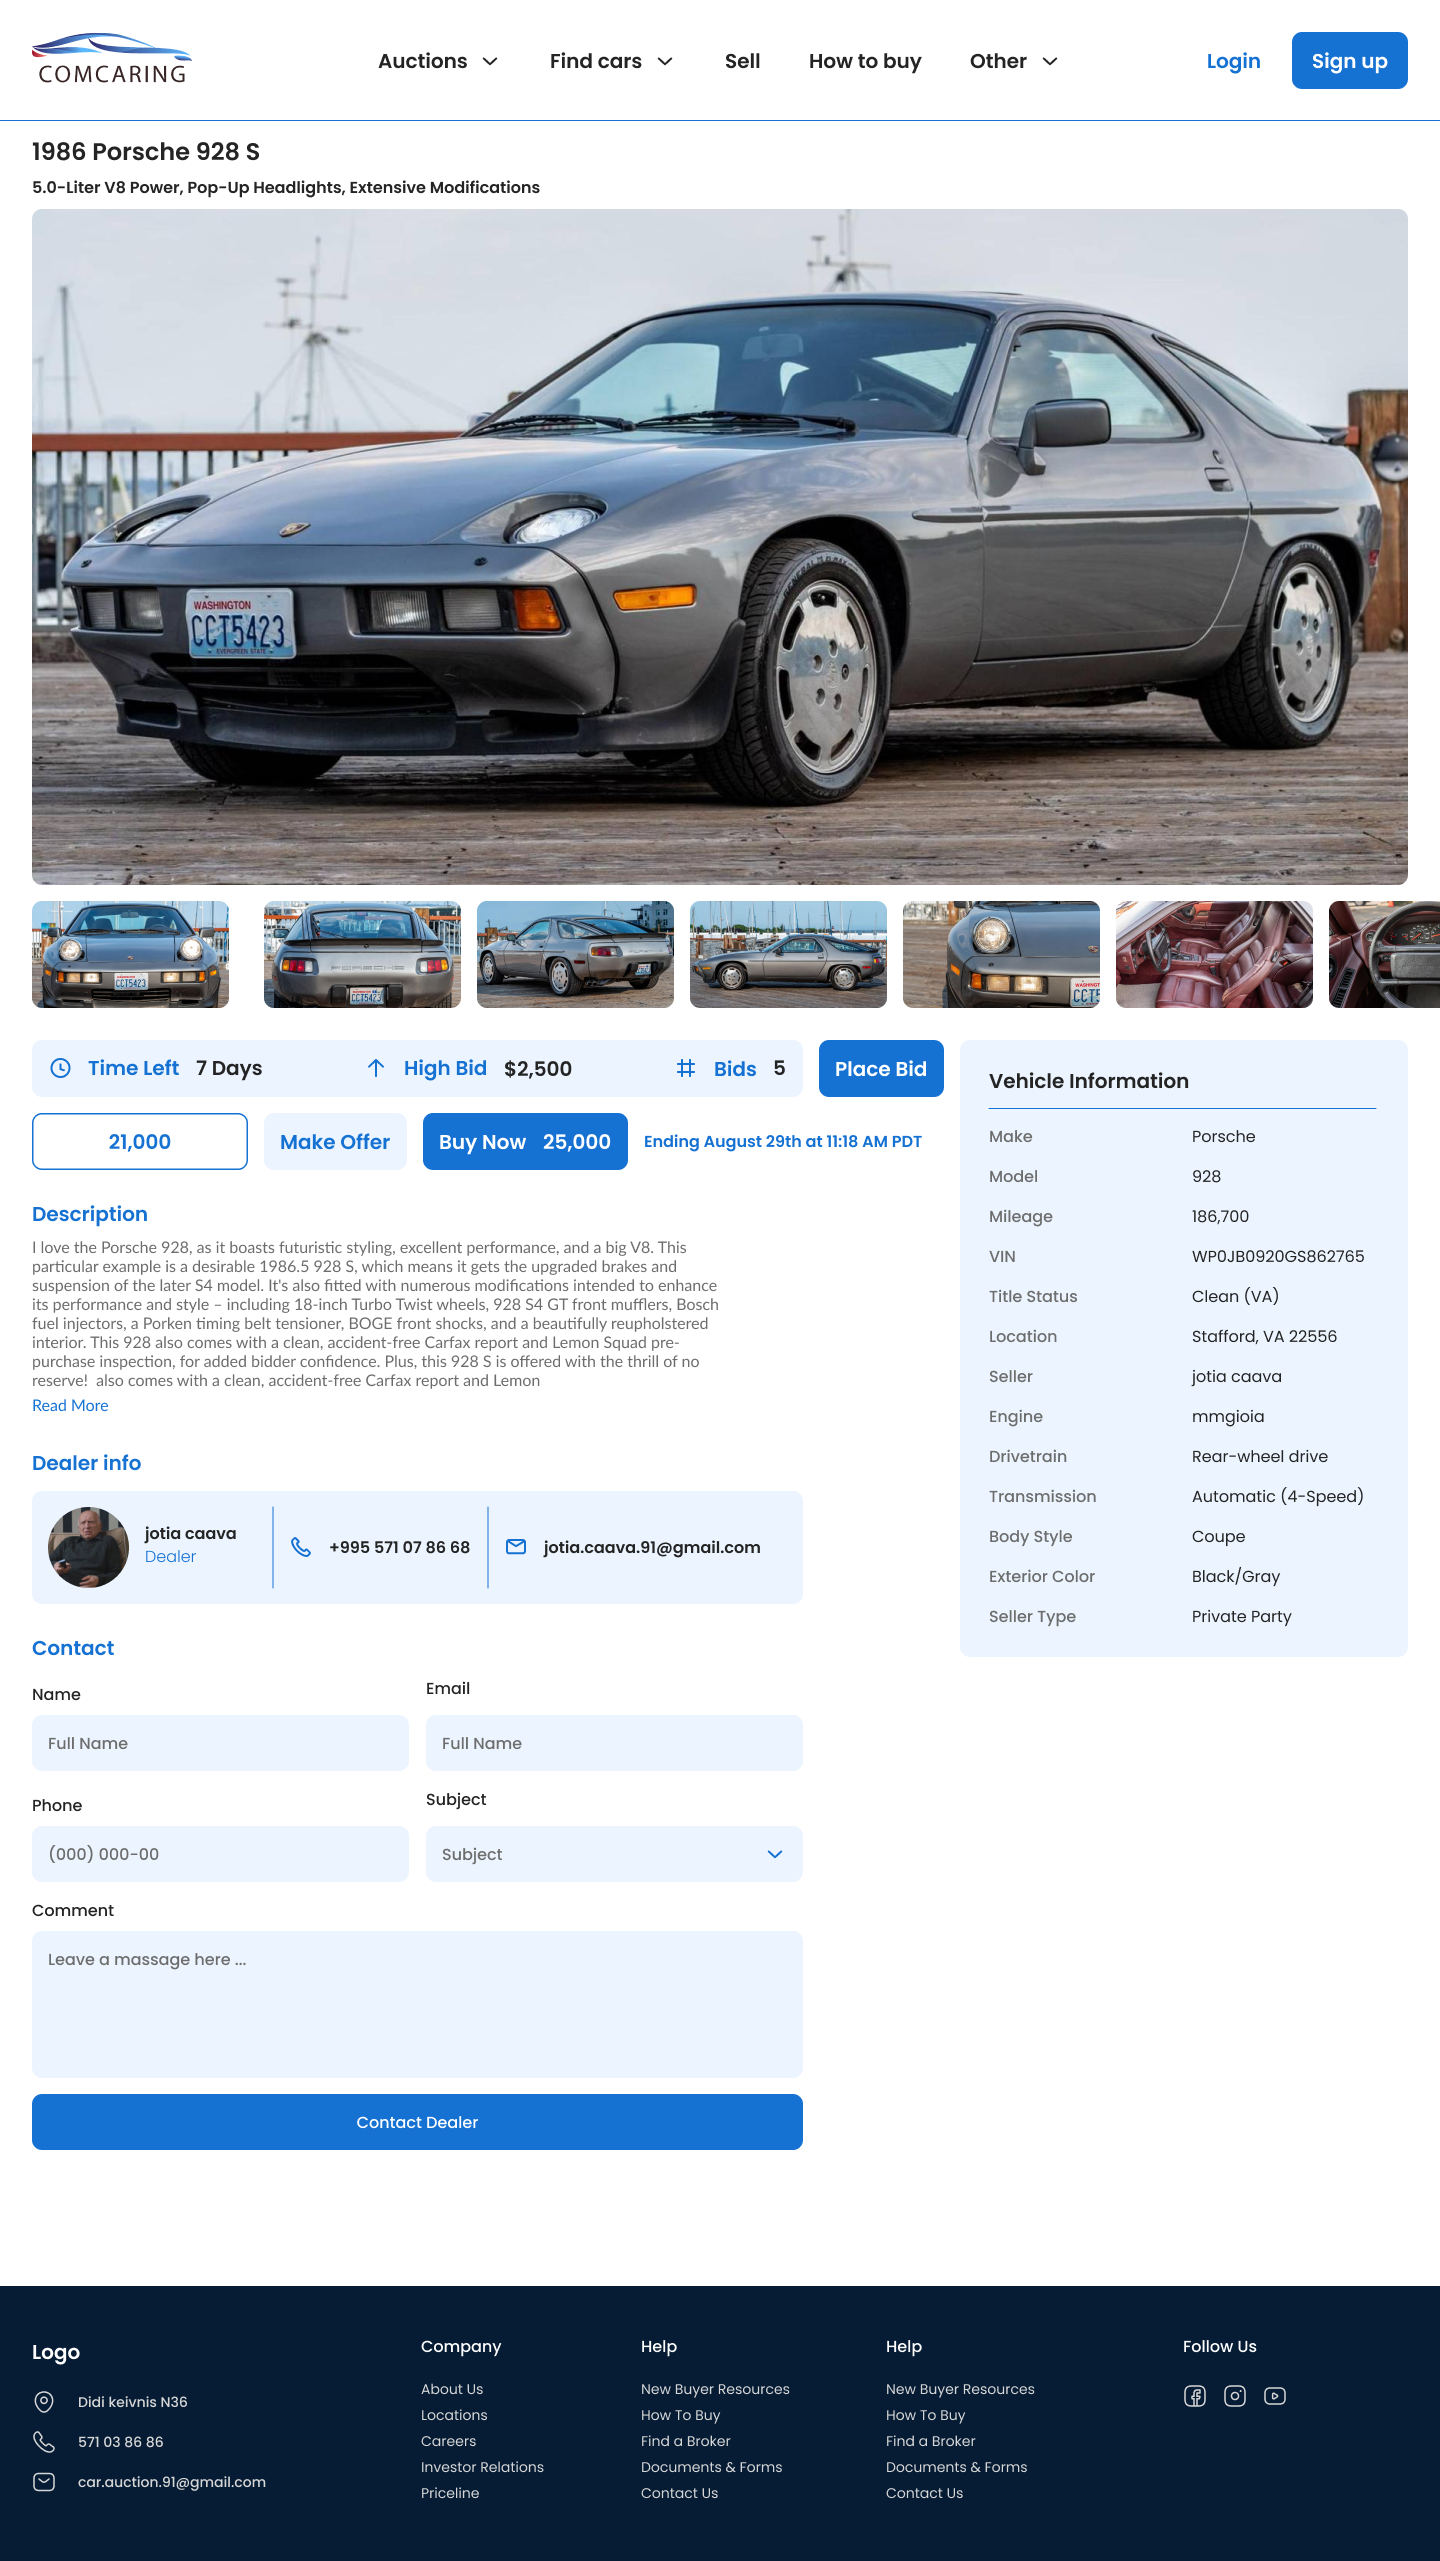 COMCARING
Auctions
Find cars
Sell
How to buy
Other
Login
Sign up
1986 Porsche 928 S
5.0-Liter V8 Power, Pop-Up Headlights, Extensive Modifications
WASHINGTON
CCT5423
EVERGREEN STATE
PORSCHE
CCT5423
CCT5423
Time Left 7 Days
High Bid $2,500
Bids 5
Place Bid
21,000
Make Offer
Buy Now 25,000
Ending August 29th at 11:18 AM PDT
Description
I love the Porsche 928, as it boasts futuristic styling, excellent performance, and a big V8. This
particular example is a desirable 1986.5 928 S, which means it gets the upgraded brakes and
suspension of the later S4 model. It's also fitted with numerous modifications intended to enhance
its performance and style – including 18-inch Turbo Twist wheels, 928 S4 GT front mufflers, Bosch
fuel injectors, a Porken timing belt tensioner, BOGE front shocks, and a beautifully reupholstered
interior. This 928 also comes with a clean, accident-free Carfax report and Lemon Squad pre-
purchase inspection, for added bidder confidence. Plus, this 928 S is offered with the thrill of no
reserve!  also comes with a clean, accident-free Carfax report and Lemon
Read More
Dealer info
jotia caava
Dealer
+995 571 07 86 68
jotia.caava.91@gmail.com
Contact
Name
Full Name
Email
Full Name
Phone
(000) 000-00
Subject
Subject
Comment
Leave a massage here ...
Contact Dealer
Vehicle Information
Make Porsche
Model 928
Mileage 186,700
VIN WP0JB0920GS862765
Title Status Clean (VA)
Location Stafford, VA 22556
Seller jotia caava
Engine mmgioia
Drivetrain Rear-wheel drive
Transmission Automatic (4-Speed)
Body Style Coupe
Exterior Color Black/Gray
Seller Type Private Party
Logo
Didi keivnis N36
571 03 86 86
car.auction.91@gmail.com
Company
About Us
Locations
Careers
Investor Relations
Priceline
Help
New Buyer Resources
How To Buy
Find a Broker
Documents & Forms
Contact Us
Help
New Buyer Resources
How To Buy
Find a Broker
Documents & Forms
Contact Us
Follow Us